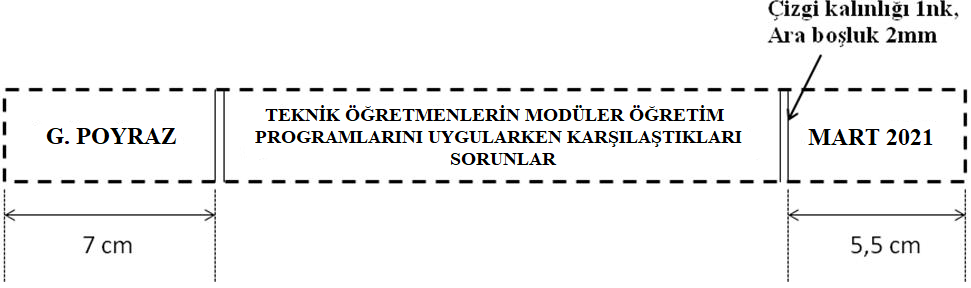 Çizgi kalınlığı 1nk,
Ara boşluk 2mm
G. POYRAZ
TEKNİK ÖĞRETMENLERİN MODÜLER ÖĞRETİM
PROGRAMLARINI UYGULARKEN KARŞILAŞTIKLARI
SORUNLAR
MART 2021
7 cm
5,5 cm